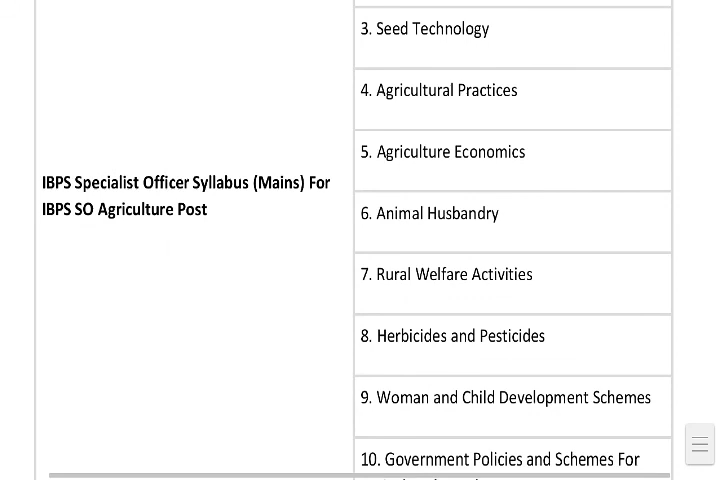 3. Seed Technology
4. Agricultural Practices
5. Agriculture Economics
IBPS Specialist Officer Syllabus (Mains) For
IBPS SO Agriculture Post
6. Animal Husbandry
7. Rural Welfare Activities
8. Herbicides and Pesticides
9. Woman and Child Development Schemes
10. Government Policies and Schemes For